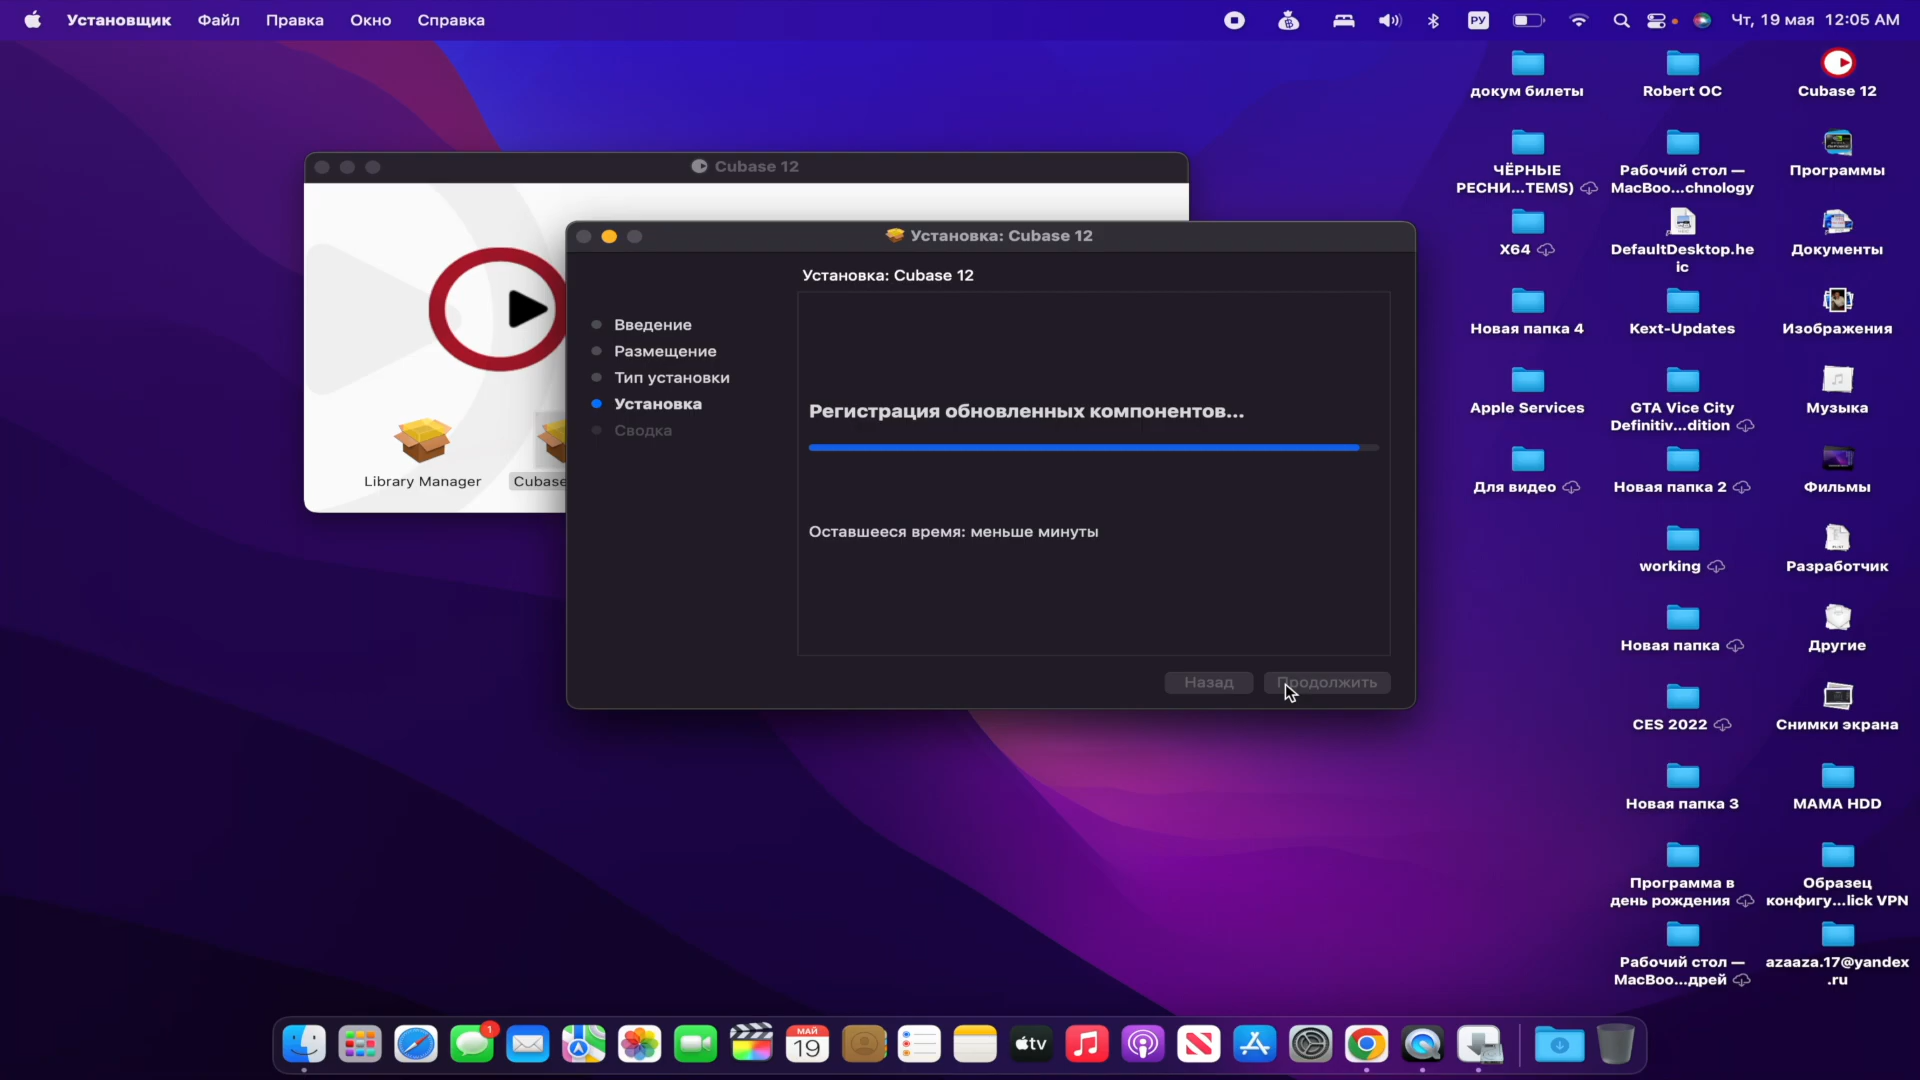 Установщик Файл Правка Окно Справка
РУ
Чт, 19 мая 12:05 AM
докум билеты
Robert OC
Cubase 12
ЧЁРНЫЕ
РЕСНИ...TEMS)
Рабочий стол —
MacBoo...chnology
Программы
X64
DefaultDesktop.he
ic
Документы
Новая папка 4
Kext-Updates
Изображения
Apple Services
GTA Vice City
Definitiv...dition
Музыка
Для видео
Новая папка 2
Фильмы
working
Разработчик
Новая папка
Другие
CES 2022
Снимки экрана
Новая папка 3
MAMA HDD
Программа в
день рождения
Образец
конфигу...lick VPN
Рабочий стол —
MacBoo...дрей
azaaza.17@yandex
.ru
Cubase 12
Library Manager
Cubase
Установка: Cubase 12
Установка: Cubase 12
Введение
Размещение
Тип установки
Установка
Сводка
Регистрация обновленных компонентов...
Оставшееся время: меньше минуты
Назад
Продолжить
1
МАЙ
19
tv